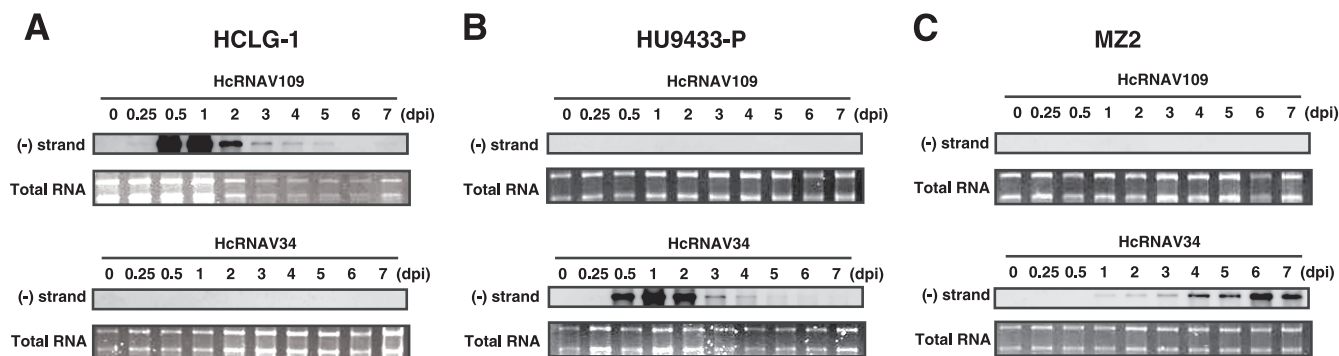 A
HCLG-1
HcRNAV109
0 0.25 0.5 1 2 3 4 5 6 7 (dpi)
(-) strand
Total RNA
HcRNAV34
0 0.25 0.5 1 2 3 4 5 6 7 (dpi)
(-) strand
Total RNA
B
HU9433-P
HcRNAV109
0 0.25 0.5 1 2 3 4 5 6 7 (dpi)
(-) strand
Total RNA
HcRNAV34
0 0.25 0.5 1 2 3 4 5 6 7 (dpi)
(-) strand
Total RNA
C
MZ2
HcRNAV109
0 0.25 0.5 1 2 3 4 5 6 7 (dpi)
(-) strand
Total RNA
HcRNAV34
0 0.25 0.5 1 2 3 4 5 6 7 (dpi)
(-) strand
Total RNA